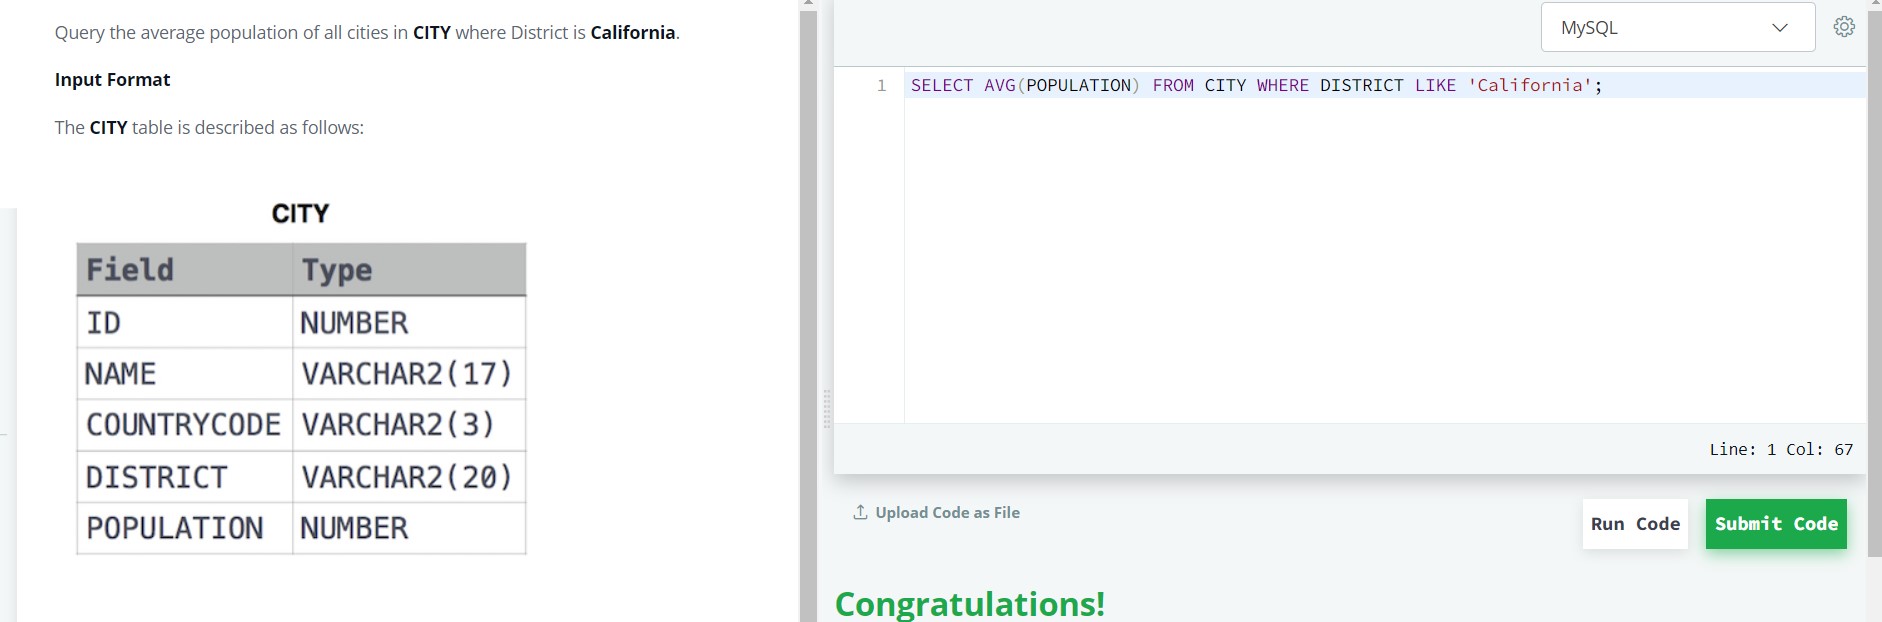 Query the average population of all cities in CITY where District is California.
Input Format
The CITY table is described as follows:
CITY
Field Type
ID NUMBER
NAME VARCHAR2(17)
COUNTRYCODE VARCHAR2(3)
DISTRICT VARCHAR2(20)
POPULATION NUMBER
MySQL
1 SELECT AVG(POPULATION) FROM CITY WHERE DISTRICT LIKE 'California';
Line: 1 Col: 67
Upload Code as File
Run Code
Submit Code
Congratulations!